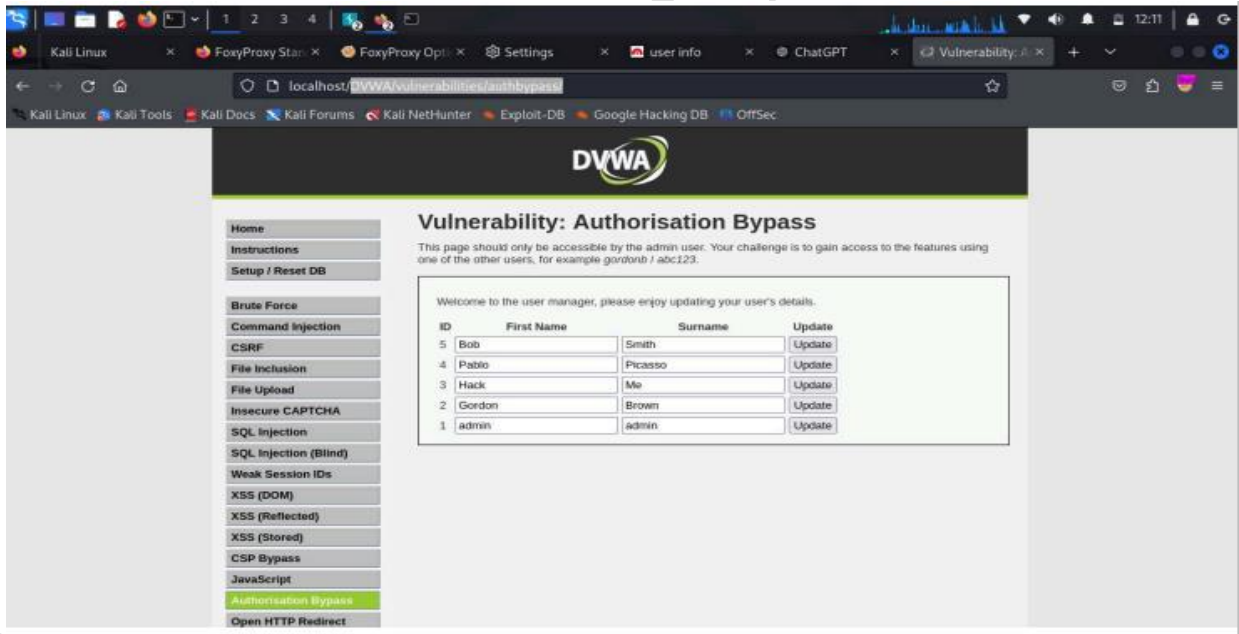 1 2 3 4 12:11
Kali Linux FoxyProxy Star FoxyProxy Opti Settings user info ChatGPT Vulnerability: A
localhost/DVWA/vulnerabilities/authbypass/
Kali Linux Kali Tools Kali Docs Kali Forums Kali NetHunter Exploit-DB Google Hacking DB OffSec
DVWA
Home
Instructions
Setup / Reset DB
Brute Force
Command Injection
CSRF
File Inclusion
File Upload
Insecure CAPTCHA
SQL Injection
SQL Injection (Blind)
Weak Session IDs
XSS (DOM)
XSS (Reflected)
XSS (Stored)
CSP Bypass
JavaScript
Authorisation Bypass
Open HTTP Redirect
Vulnerability: Authorisation Bypass
This page should only be accessible by the admin user. Your challenge is to gain access to the features using
one of the other users, for example gordonb / abc123.
Welcome to the user manager, please enjoy updating your user's details.
ID First Name Surname Update
5 Bob Smith Update
4 Pablo Picasso Update
3 Hack Me Update
2 Gordon Brown Update
1 admin admin Update